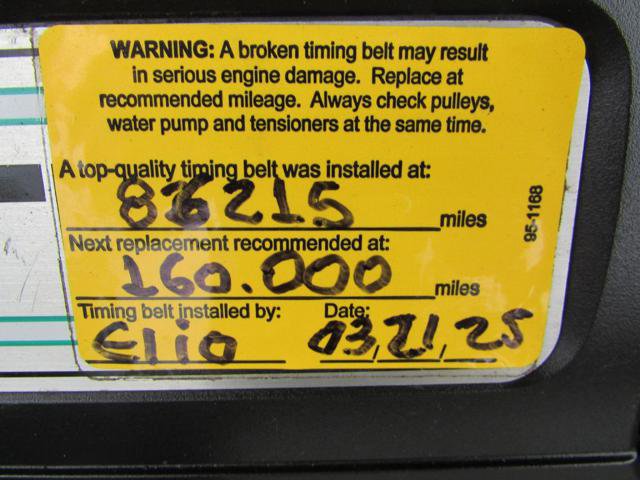 WARNING: A broken timing belt may result
in serious engine damage. Replace at
recommended mileage. Always check pulleys,
water pump and tensioners at the same time.
A top-quality timing belt was installed at:
86215 miles
Next replacement recommended at:
160.000 miles
Timing belt installed by: Date:
Elio 03,21,25
95-1168